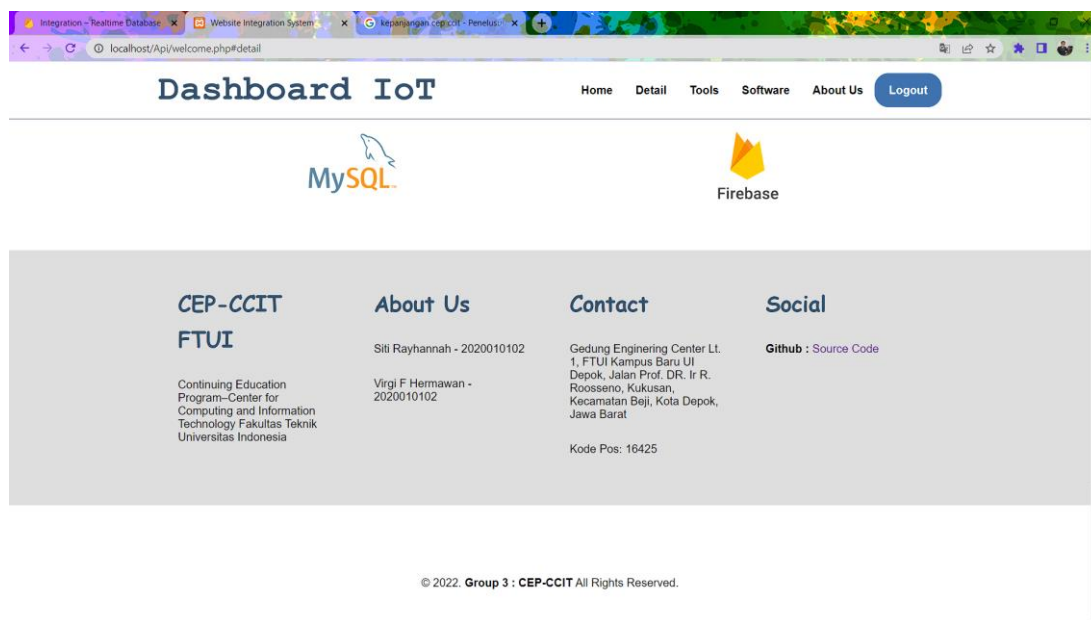 Integration – Realtime Database
Website Integration System
kepanjangan cep ccit - Penelusu
localhost/Api/welcome.php#detail
Dashboard IoT
Home Detail Tools Software About Us Logout
MySQL
Firebase
CEP-CCIT
FTUI
Continuing Education
Program–Center for
Computing and Information
Technology Fakultas Teknik
Universitas Indonesia
About Us
Siti Rayhannah - 2020010102
Virgi F Hermawan -
2020010102
Contact
Gedung Enginering Center Lt.
1, FTUI Kampus Baru UI
Depok, Jalan Prof. DR. Ir R.
Roosseno, Kukusan,
Kecamatan Beji, Kota Depok,
Jawa Barat
Kode Pos: 16425
Social
Github : Source Code
© 2022. Group 3 : CEP-CCIT All Rights Reserved.